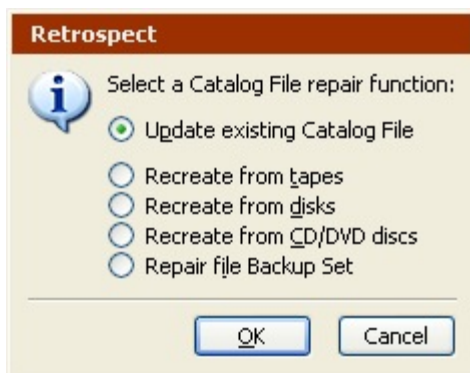 Retrospect
Select a Catalog File repair function:
Update existing Catalog File
Recreate from tapes
Recreate from disks
Recreate from CD/DVD discs
Repair file Backup Set
OK Cancel